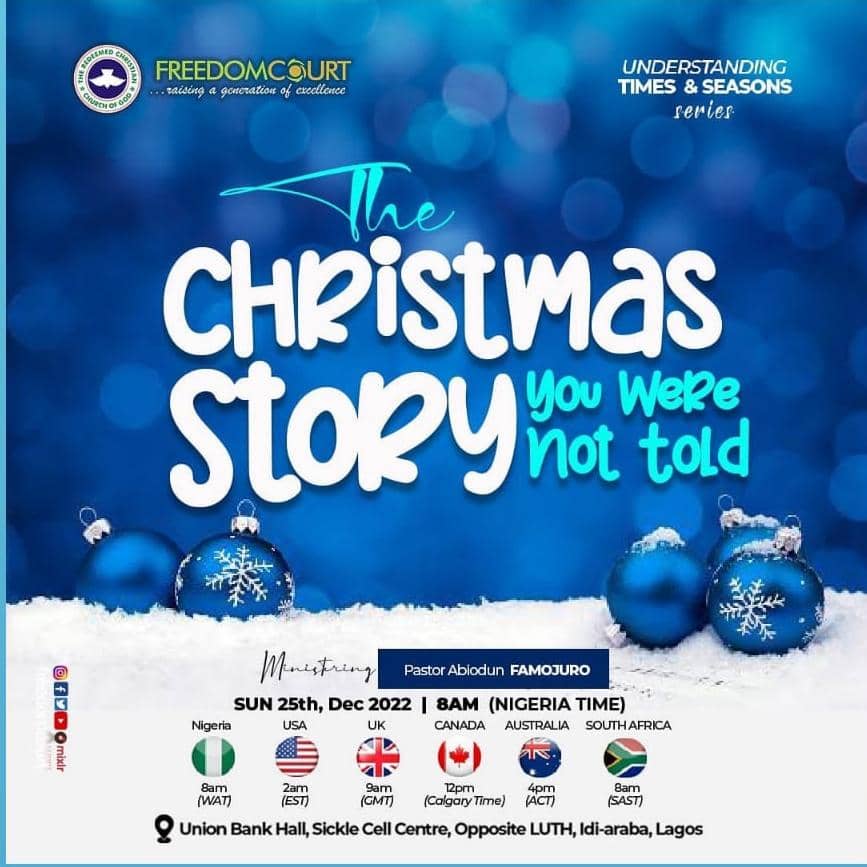 THE REDEEMED CHRISTIAN
CHURCH OF GOD
FREEDOMCOURT
...raising a generation of excellence
UNDERSTANDING
TIMES & SEASONS
series
The
CHRISTMAS
STORY
YOU WERE
not told
Ministring
Pastor Abiodun FAMOJURO
SUN 25th, Dec 2022 | 8AM (NIGERIA TIME)
Nigeria USA UK CANADA AUSTRALIA SOUTH AFRICA
8am 2am 9am 12pm 4pm 8am
(WAT) (EST) (GMT) (Calgary Time) (ACT) (SAST)
mixlr
Union Bank Hall, Sickle Cell Centre, Opposite LUTH, Idi-araba, Lagos